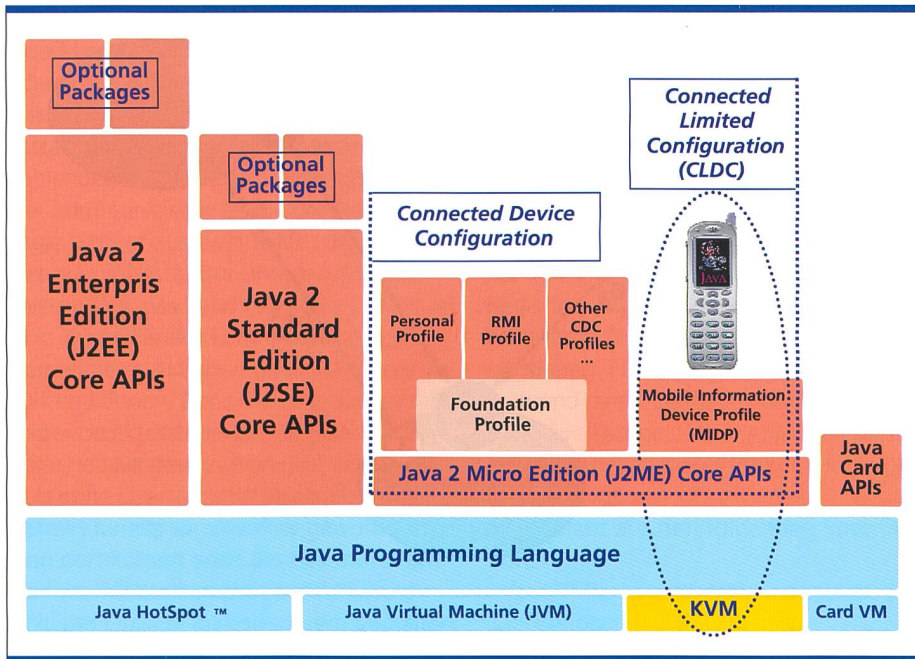 Optional
Packages
Java 2
Enterpris
Edition
(J2EE)
Core APIs
Optional
Packages
Java 2
Standard
Edition
(J2SE)
Core APIs
Connected Device
Configuration
Personal
Profile
RMI
Profile
Other
CDC
Profiles
...
Foundation
Profile
Connected
Limited
Configuration
(CLDC)
JAVA
Mobile Information
Device Profile
(MIDP)
Java 2 Micro Edition (J2ME) Core APIs
Java
Card
APIs
Java Programming Language
Java HotSpot ™
Java Virtual Machine (JVM)
KVM
Card VM